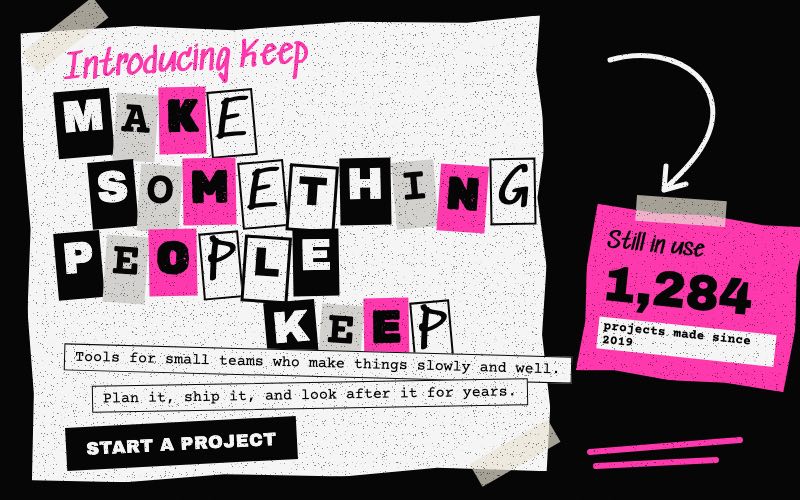 Introducing Keep
MAKE
SOMETHING
PEOPLE
KEEP
Tools for small teams who make things slowly and well.
Plan it, ship it, and look after it for years.
START A PROJECT
Still in use
1,284
projects made since
2019